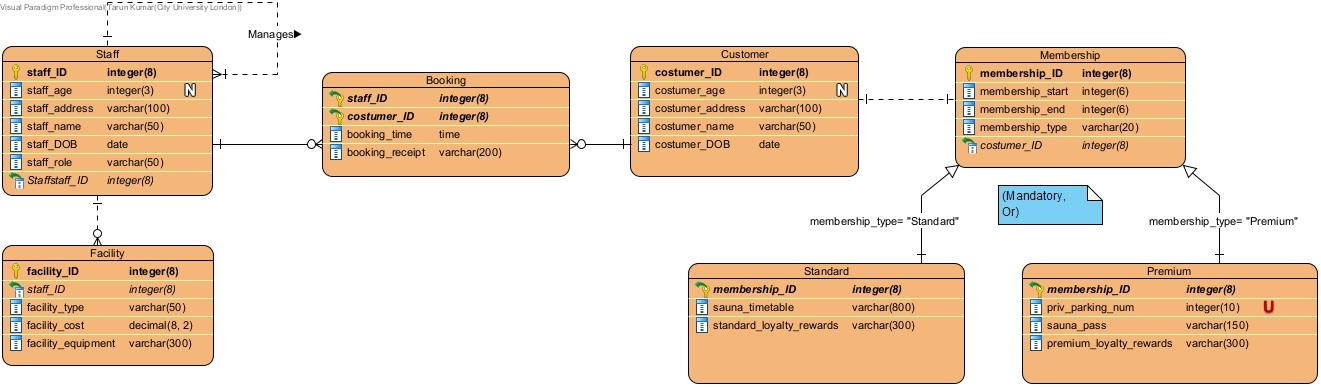 Visual Paradigm Professional(Tarun Kumar(City University London))
Manages
Staff
staff_ID integer(8)
staff_age integer(3) N
staff_address varchar(100)
staff_name varchar(50)
staff_DOB date
staff_role varchar(50)
Staffstaff_ID integer(8)
Booking
staff_ID integer(8)
costumer_ID integer(8)
booking_time time
booking_receipt varchar(200)
Customer
costumer_ID integer(8)
costumer_age integer(3) N
costumer_address varchar(100)
costumer_name varchar(50)
costumer_DOB date
Membership
membership_ID integer(8)
membership_start integer(6)
membership_end integer(6)
membership_type varchar(20)
costumer_ID integer(8)
(Mandatory,
Or)
membership_type= "Standard"
membership_type= "Premium"
Facility
facility_ID integer(8)
staff_ID integer(8)
facility_type varchar(50)
facility_cost decimal(8, 2)
facility_equipment varchar(300)
Standard
membership_ID integer(8)
sauna_timetable varchar(800)
standard_loyalty_rewards varchar(300)
Premium
membership_ID integer(8)
priv_parking_num integer(10) U
sauna_pass varchar(150)
premium_loyalty_rewards varchar(300)